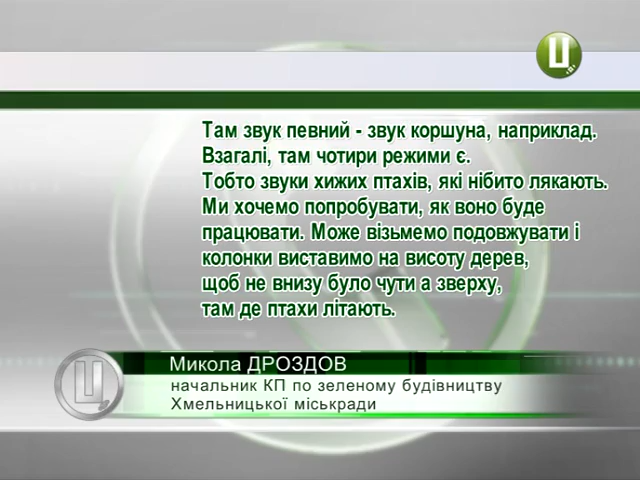 Ц
Там звук певний - звук коршуна, наприклад.
Взагалі, там чотири режими є.
Тобто звуки хижих птахів, які нібито лякають.
Ми хочемо попробувати, як воно буде
працювати. Може візьмемо подовжувати і
колонки виставимо на висоту дерев,
щоб не внизу було чути а зверху,
там де птахи літають.
Микола ДРОЗДОВ
Ц
начальник КП по зеленому будівництву
Хмельницької міськради